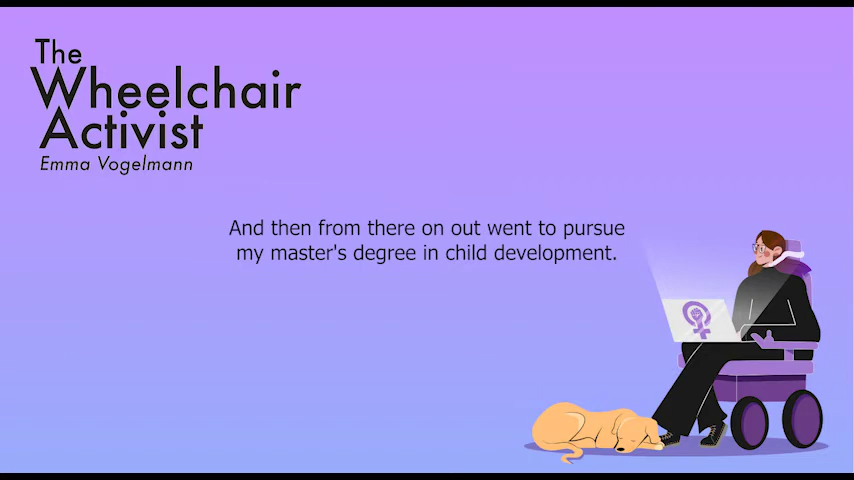 The
Wheelchair
Activist
Emma Vogelmann
And then from there on out went to pursue
my master's degree in child development.